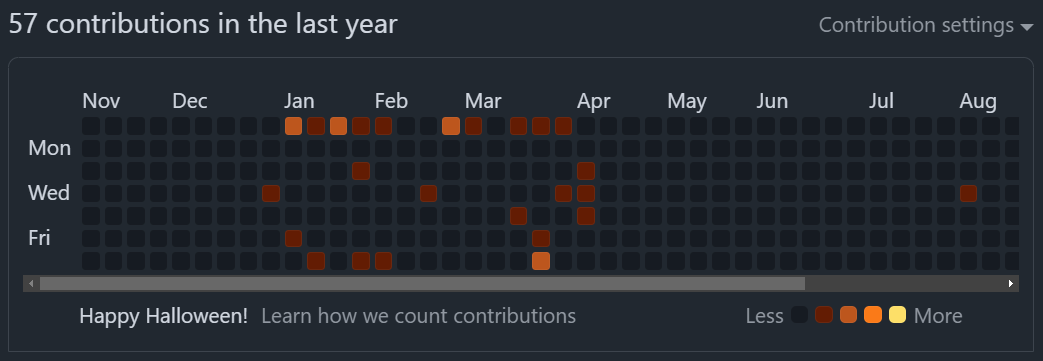 57 contributions in the last year
Contribution settings
Nov Dec Jan Feb Mar Apr May Jun Jul Aug
Mon
Wed
Fri
Happy Halloween! Learn how we count contributions
Less More